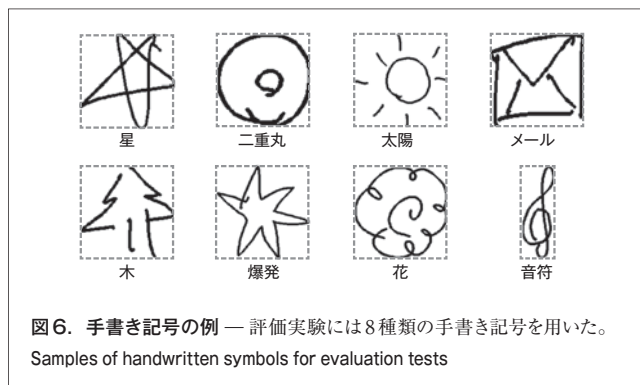 星 二重丸 太陽 メール
木 爆発 花 音符
図6. 手書き記号の例 — 評価実験には8種類の手書き記号を用いた。
Samples of handwritten symbols for evaluation tests